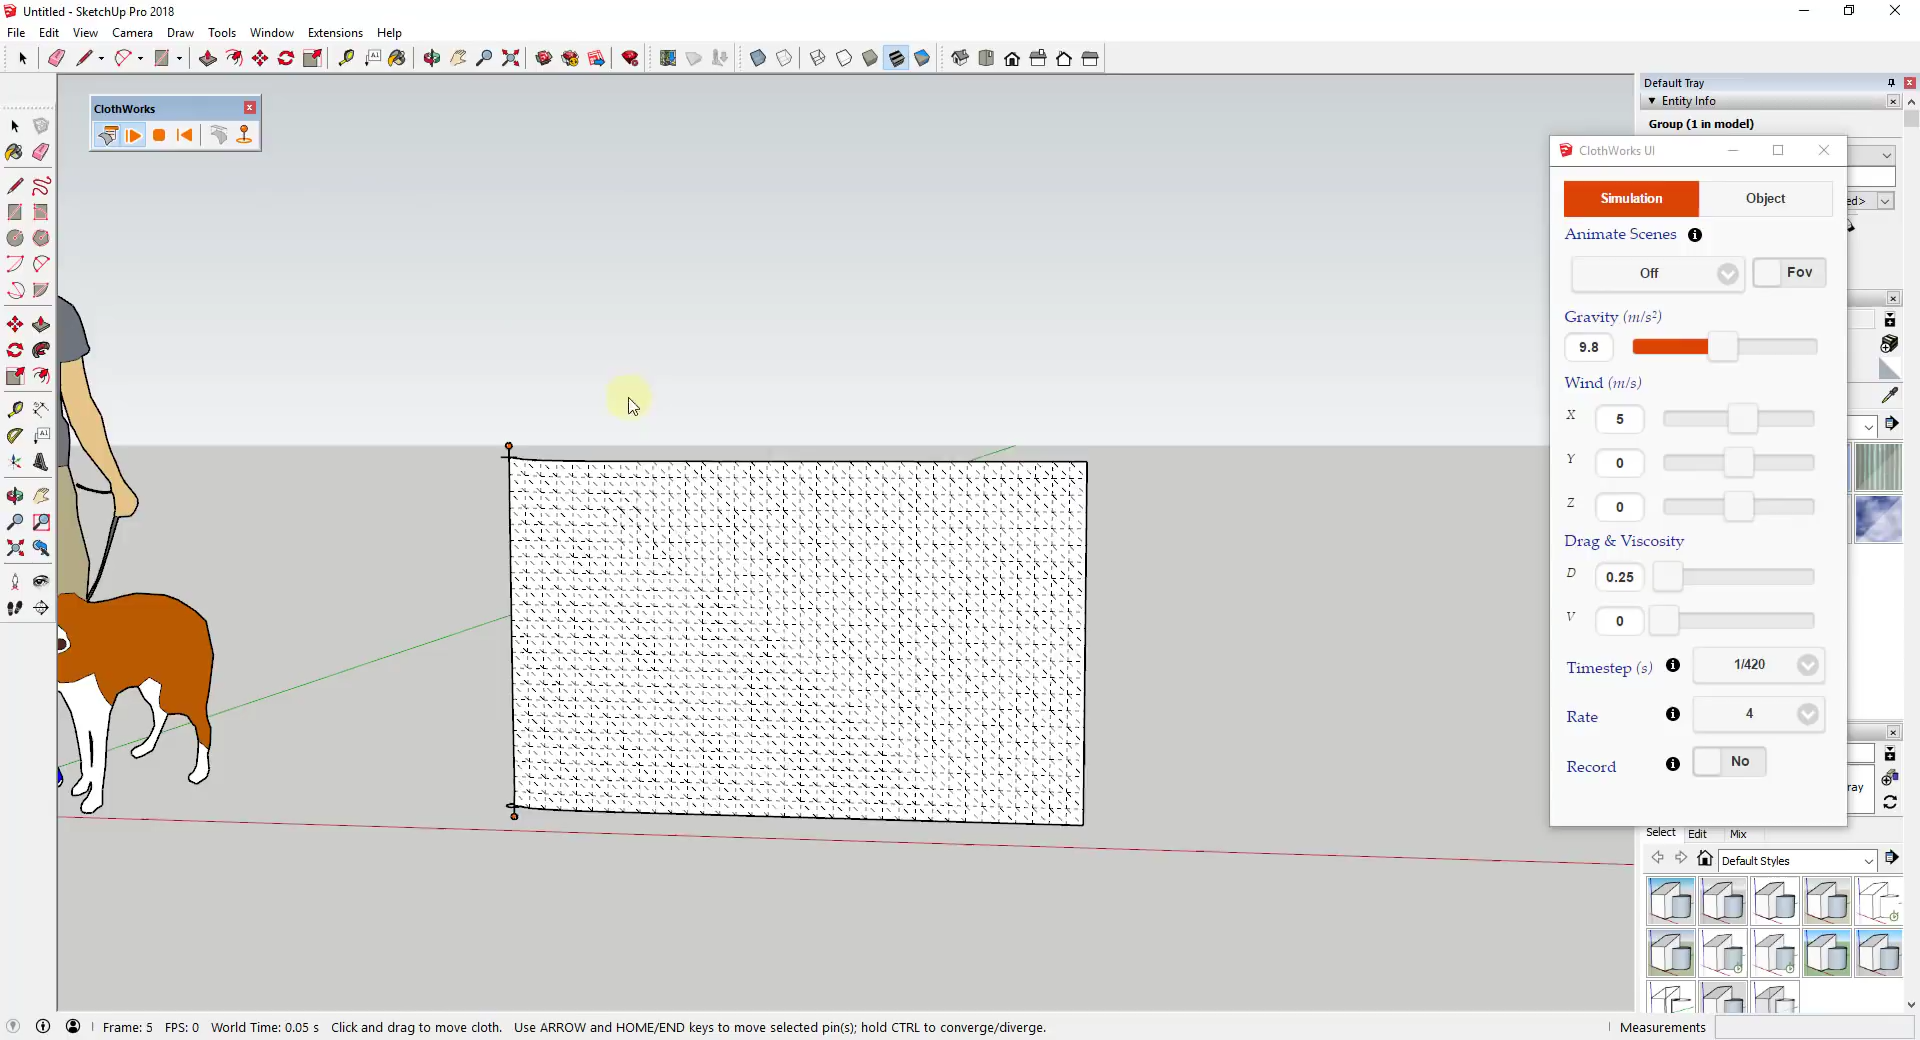 Untitled - SketchUp Pro 2018
File Edit View Camera Draw Tools Window Extensions Help
Default Tray
Entity Info
Group (1 in model)
ClothWorks
ClothWorks UI
Simulation Object
Animate Scenes
Off Fov
Gravity (m/s²)
9.8
Wind (m/s)
X 5
Y 0
Z 0
Drag & Viscosity
D 0.25
V 0
Timestep (s) 1/420
Rate 4
Record No
ed>
ray
Select Edit Mix
Default Styles
Frame: 5 FPS: 0 World Time: 0.05 s Click and drag to move cloth. Use ARROW and HOME/END keys to move selected pin(s); hold CTRL to converge/diverge.
Measurements